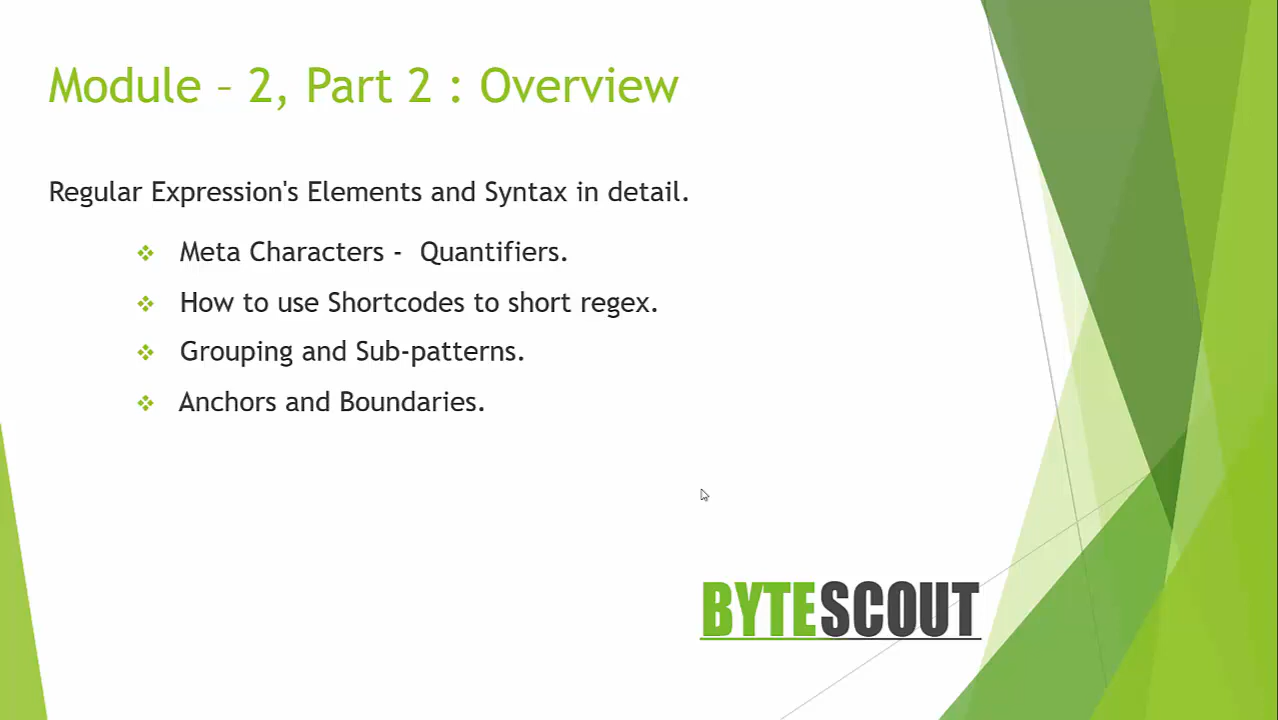 Module – 2, Part 2 : Overview
Regular Expression's Elements and Syntax in detail.
Meta Characters -  Quantifiers.
How to use Shortcodes to short regex.
Grouping and Sub-patterns.
Anchors and Boundaries.
BYTESCOUT